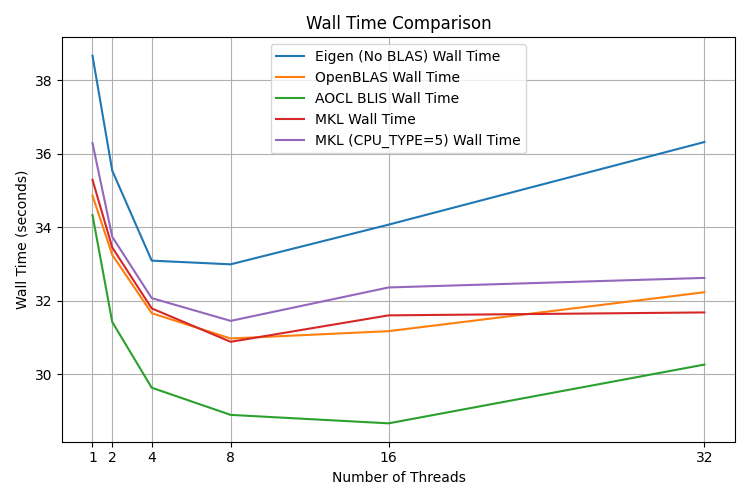 Wall Time Comparison
Eigen (No BLAS) Wall Time
OpenBLAS Wall Time
AOCL BLIS Wall Time
MKL Wall Time
MKL (CPU_TYPE=5) Wall Time
Wall Time (seconds)
38
36
34
32
30
1 2 4 8 16 32
Number of Threads